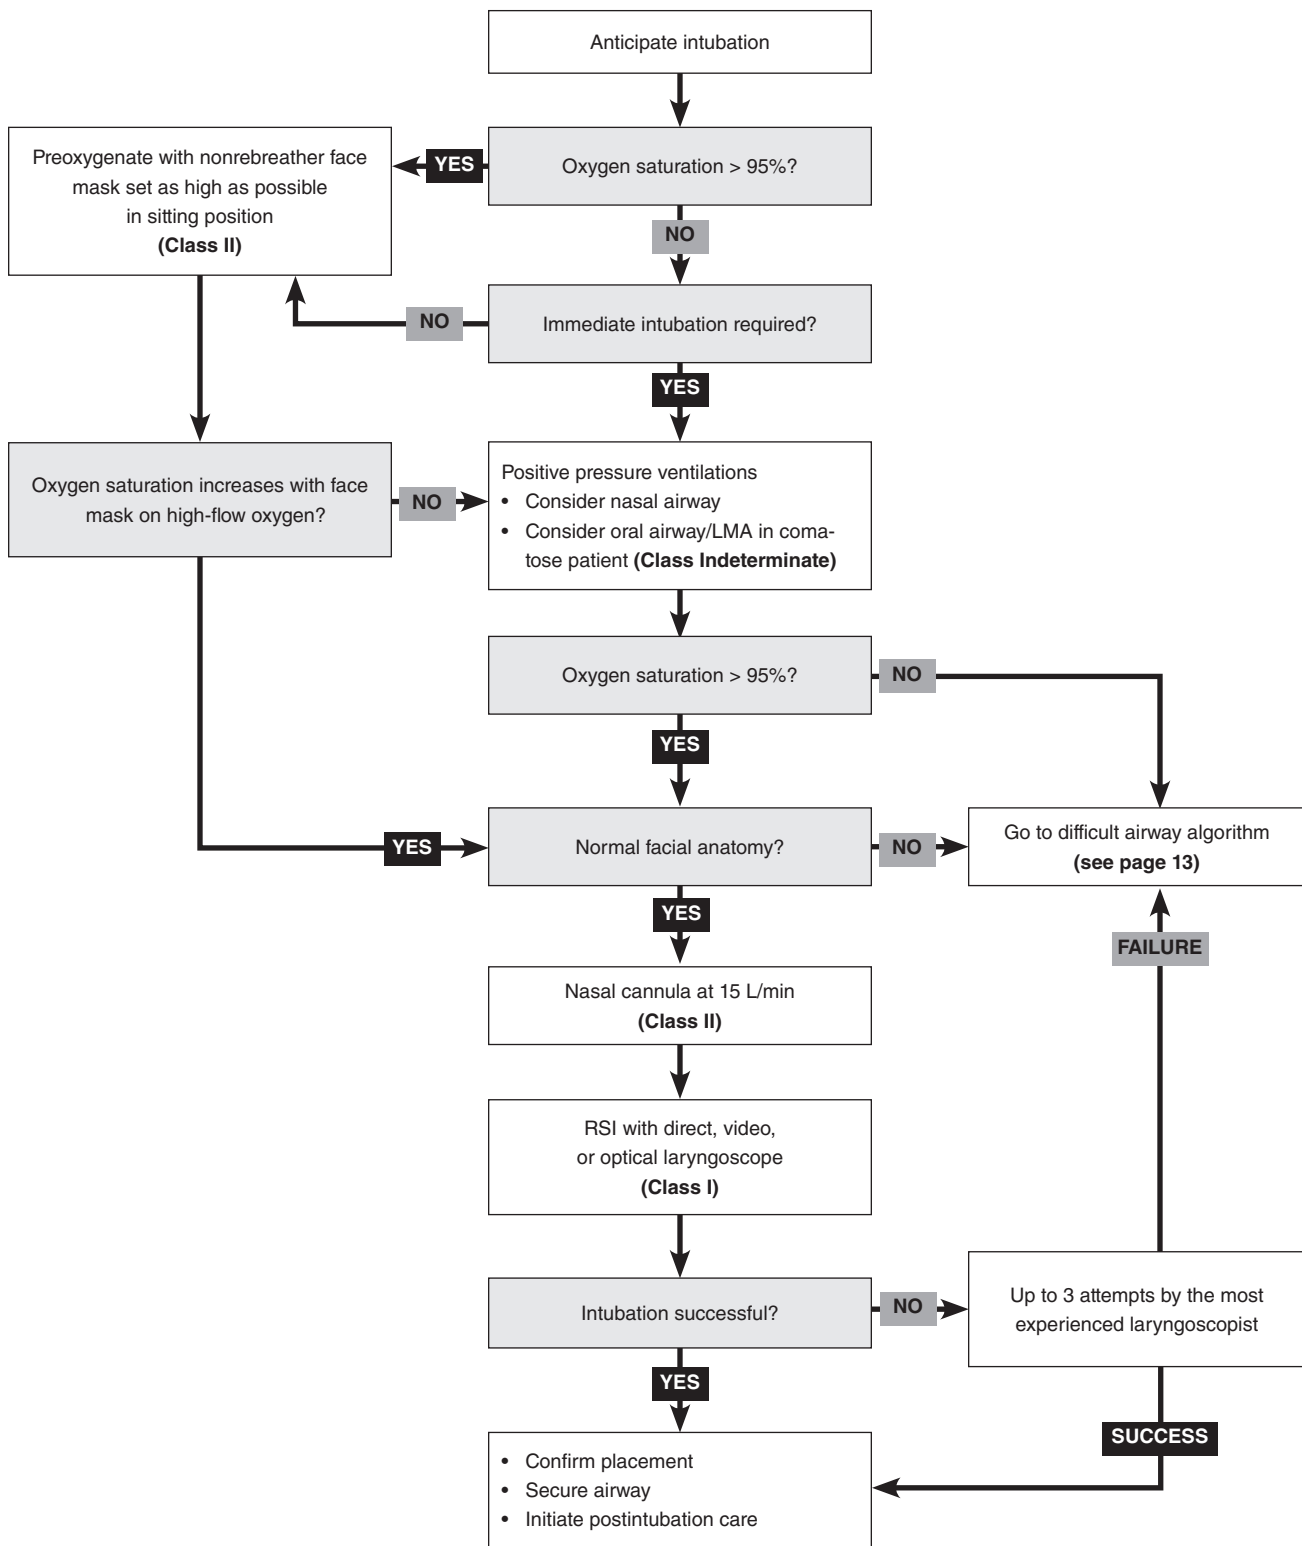 Anticipate intubation
Oxygen saturation > 95%?
YES
Preoxygenate with nonrebreather face
mask set as high as possible
in sitting position
(Class II)
NO
Immediate intubation required?
NO
YES
Oxygen saturation increases with face
mask on high-flow oxygen?
NO
Positive pressure ventilations
• Consider nasal airway
• Consider oral airway/LMA in coma-
tose patient (Class Indeterminate)
Oxygen saturation > 95%?
NO
YES
YES
Normal facial anatomy?
NO
Go to difficult airway algorithm
(see page 13)
YES
FAILURE
Nasal cannula at 15 L/min
(Class II)
RSI with direct, video,
or optical laryngoscope
(Class I)
Intubation successful?
NO
Up to 3 attempts by the most
experienced laryngoscopist
YES
SUCCESS
• Confirm placement
• Secure airway
• Initiate postintubation care